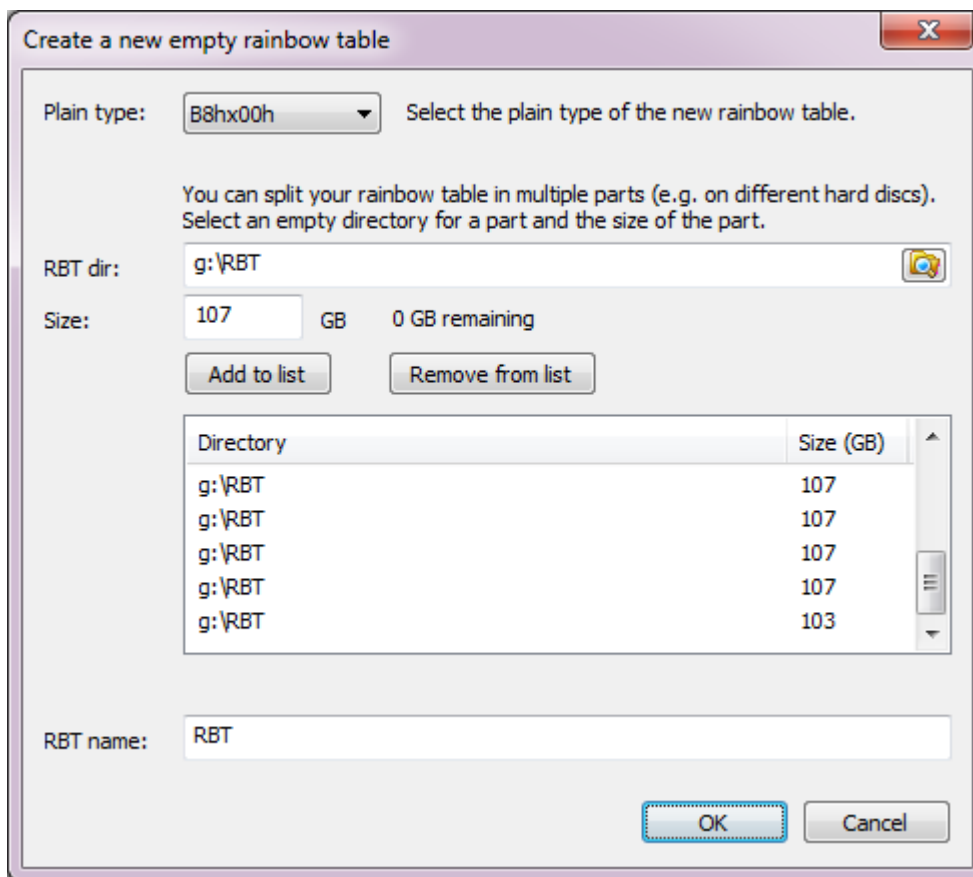 Create a new empty rainbow table
Plain type: B8hx00h Select the plain type of the new rainbow table.
You can split your rainbow table in multiple parts (e.g. on different hard discs).
Select an empty directory for a part and the size of the part.
RBT dir: g:\RBT
Size: 107 GB 0 GB remaining
Add to list Remove from list
Directory Size (GB)
g:\RBT 107
g:\RBT 107
g:\RBT 107
g:\RBT 107
g:\RBT 103
RBT name: RBT
OK Cancel